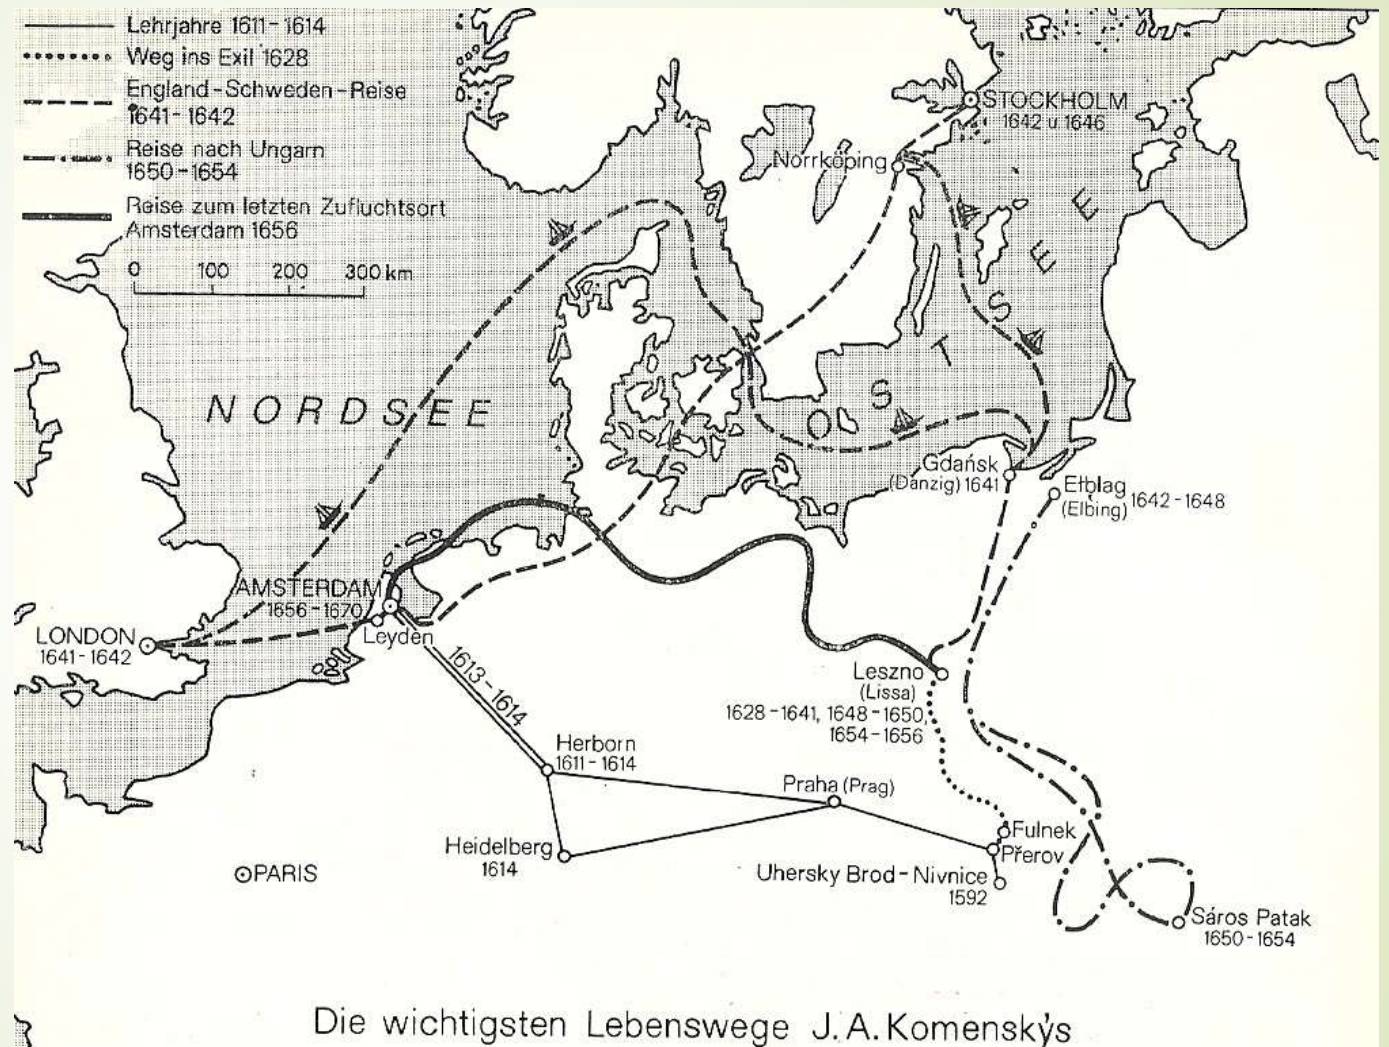 Lehrjahre 1611-1614
Weg ins Exil 1628
England-Schweden-Reise
1641-1642
Reise nach Ungarn
1650-1654
Reise zum letzten Zufluchtsort
Amsterdam 1656
0 100 200 300 km
STOCKHOLM
1642 u 1646
Norrköping
NORDSEE
OSTSEE
Gdańsk
(Danzig) 1641
Ełbląg
(Elbing) 1642-1648
AMSTERDAM
1656-1670
Leyden
LONDON
1641-1642
1613-1614
Leszno
(Lissa)
1628-1641, 1648-1650,
1654-1656
Herborn
1611-1614
Praha (Prag)
Heidelberg
1614
Fulnek
Přerov
Uhersky Brod-Nivnice
1592
PARIS
Sáros Patak
1650-1654
Die wichtigsten Lebenswege J.A.Komenskýs